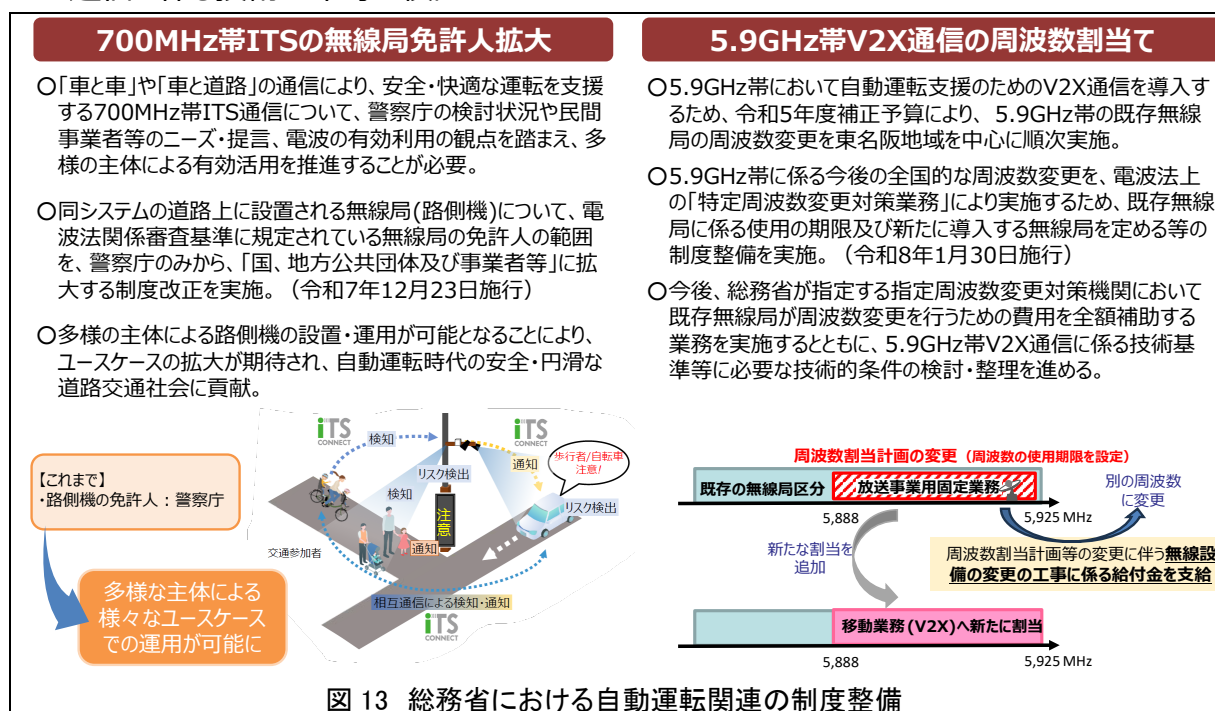 700MHz帯ITSの無線局免許人拡大
○「車と車」や「車と道路」の通信により、安全・快適な運転を支援
する700MHz帯ITS通信について、警察庁の検討状況や民間
事業者等のニーズ・提言、電波の有効利用の観点を踏まえ、多
様の主体による有効活用を推進することが必要。
○同システムの道路上に設置される無線局(路側機)について、電
波法関係審査基準に規定されている無線局の免許人の範囲
を、警察庁のみから、「国、地方公共団体及び事業者等」に拡
大する制度改正を実施。（令和7年12月23日施行）
○多様の主体による路側機の設置・運用が可能となることにより、
ユースケースの拡大が期待され、自動運転時代の安全・円滑な
道路交通社会に貢献。
【これまで】
・路側機の免許人：警察庁
多様な主体による
様々なユースケース
での運用が可能に
iTS
CONNECT
検知
iTS
CONNECT
通知
歩行者/自転車
注意!
リスク検出
検知
リスク検出
注意
通知
交通参加者
相互通信による検知・通知
iTS
CONNECT
5.9GHz帯V2X通信の周波数割当て
○5.9GHz帯において自動運転支援のためのV2X通信を導入す
るため、令和5年度補正予算により、 5.9GHz帯の既存無線
局の周波数変更を東名阪地域を中心に順次実施。
○5.9GHz帯に係る今後の全国的な周波数変更を、電波法上
の「特定周波数変更対策業務」により実施するため、既存無線
局に係る使用の期限及び新たに導入する無線局を定める等の
制度整備を実施。（令和8年1月30日施行）
○今後、総務省が指定する指定周波数変更対策機関において
既存無線局が周波数変更を行うための費用を全額補助する
業務を実施するとともに、5.9GHz帯V2X通信に係る技術基
準等に必要な技術的条件の検討・整理を進める。
周波数割当計画の変更（周波数の使用期限を設定）
既存の無線局区分
放送事業用固定業務
別の周波数
に変更
5,888
5,925 MHz
新たな割当を
追加
周波数割当計画等の変更に伴う無線設
備の変更の工事に係る給付金を支給
移動業務(V2X)へ新たに割当
5,888
5,925 MHz
図 13 総務省における自動運転関連の制度整備